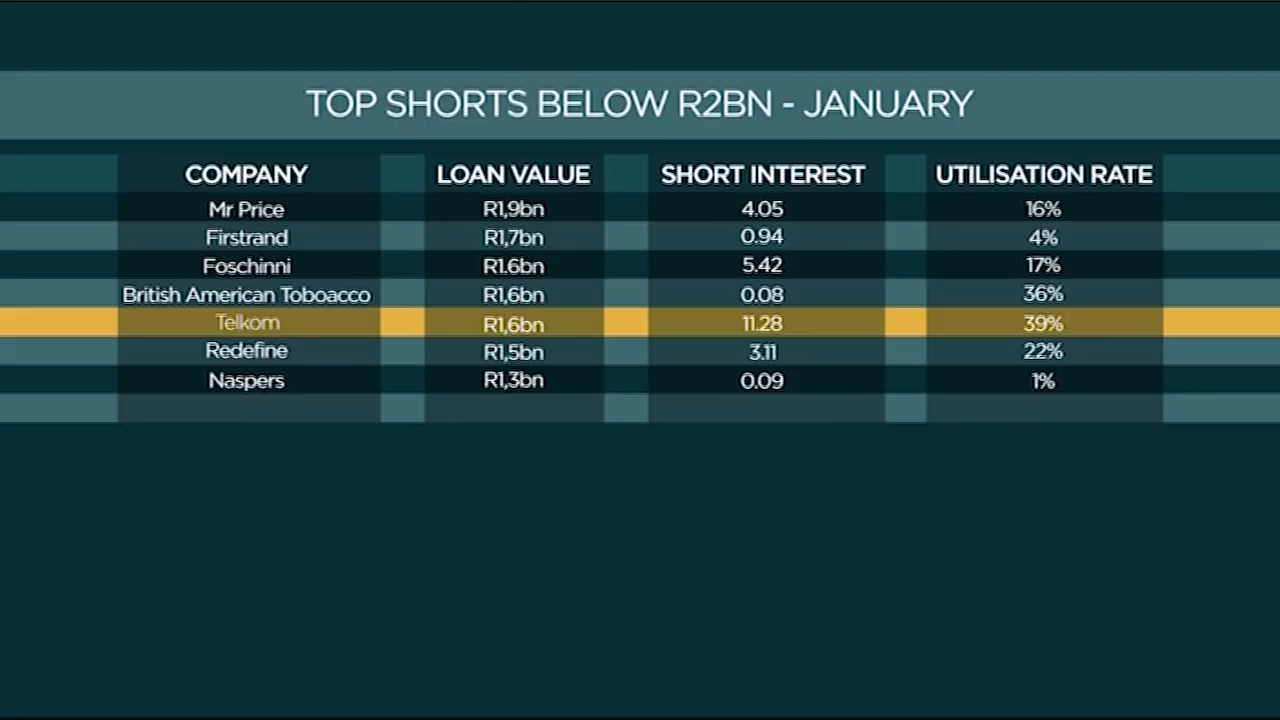 TOP SHORTS BELOW R2BN - JANUARY
COMPANY LOAN VALUE SHORT INTEREST UTILISATION RATE
Mr Price R1,9bn 4.05 16%
Firstrand R1,7bn 0.94 4%
Foschinni R1.6bn 5.42 17%
British American Toboacco R1,6bn 0.08 36%
Telkom R1,6bn 11.28 39%
Redefine R1,5bn 3.11 22%
Naspers R1,3bn 0.09 1%